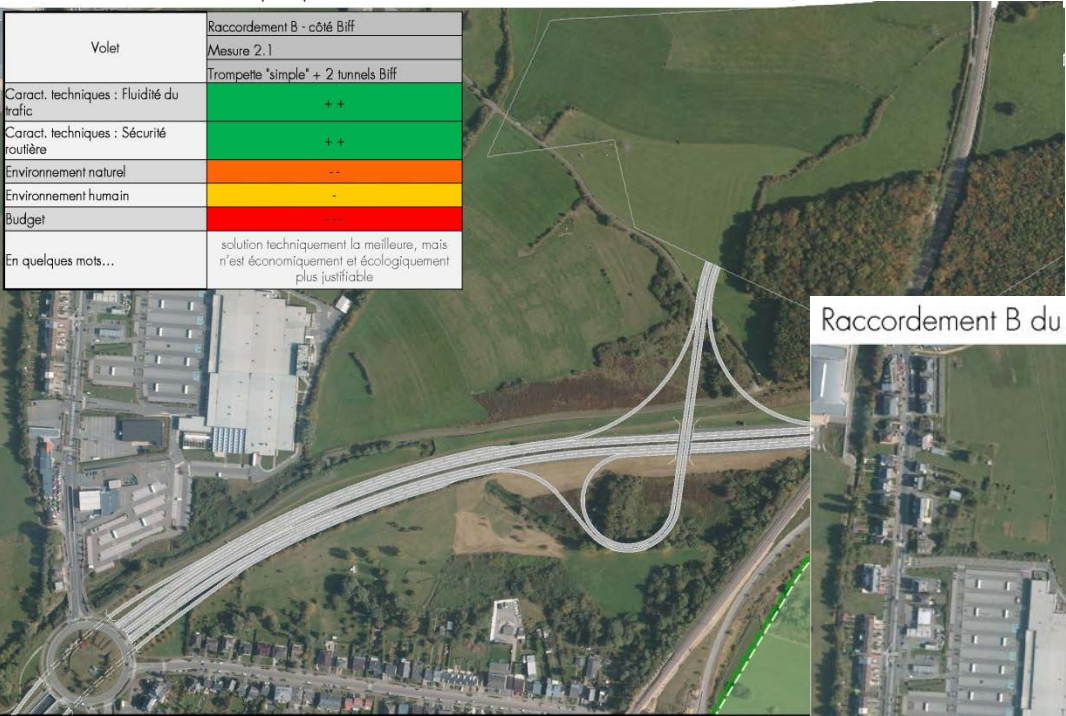 Volet
Raccordement B - côté Biff
Mesure 2.1
Trompette "simple" + 2 tunnels Biff
Caract. techniques : Fluidité du
trafic
+ +
Caract. techniques : Sécurité
routière
+ +
Environnement naturel
- -
Environnement humain
-
Budget
- - -
En quelques mots...
solution techniquement la meilleure, mais
n'est économiquement et écologiquement
plus justifiable
Raccordement B du